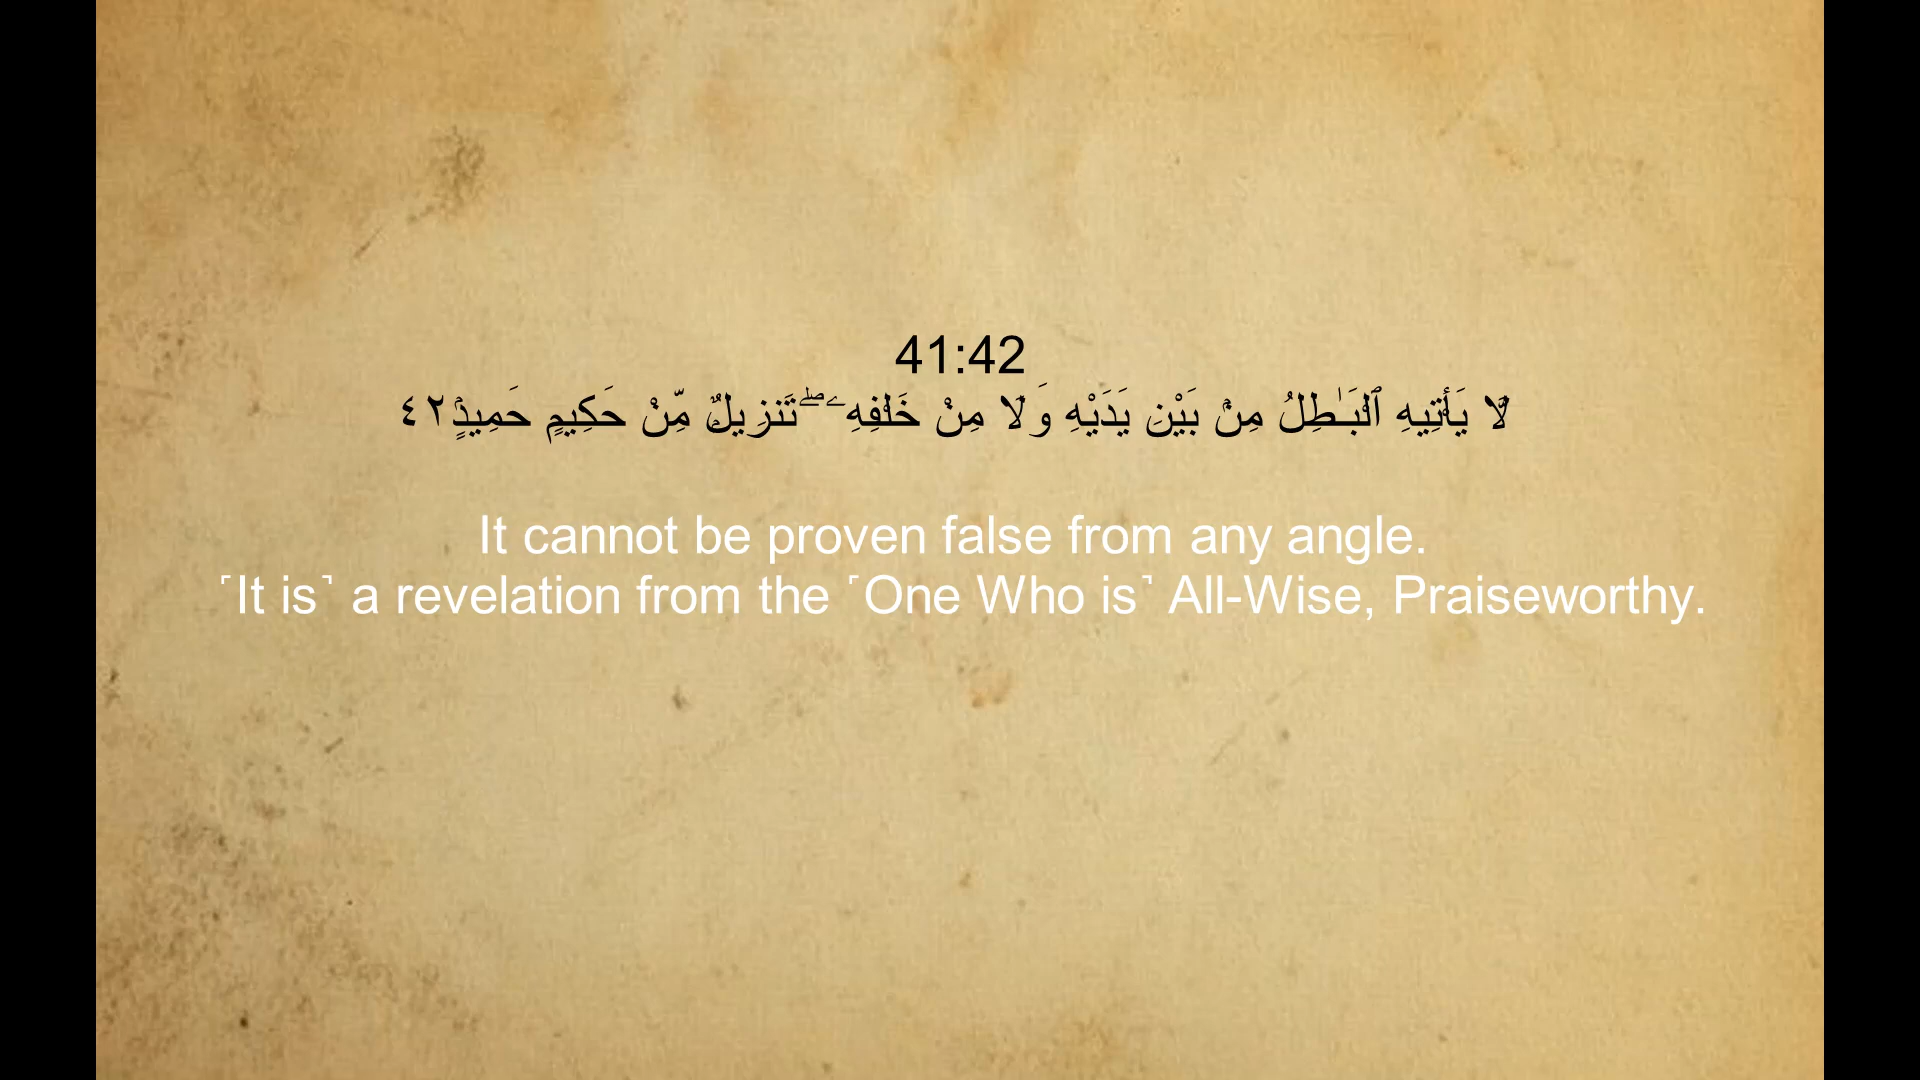 41:42
لَّا يَأْتِيهِ ٱلْبَـٰطِلُ مِنۢ بَيْنِ يَدَيْهِ وَلَا مِنْ خَلْفِهِۦ ۖ تَنزِيلٌۭ مِّنْ حَكِيمٍ حَمِيدٍۢ ٤٢
It cannot be proven false from any angle.
˹It is˺ a revelation from the ˹One Who is˺ All-Wise, Praiseworthy.